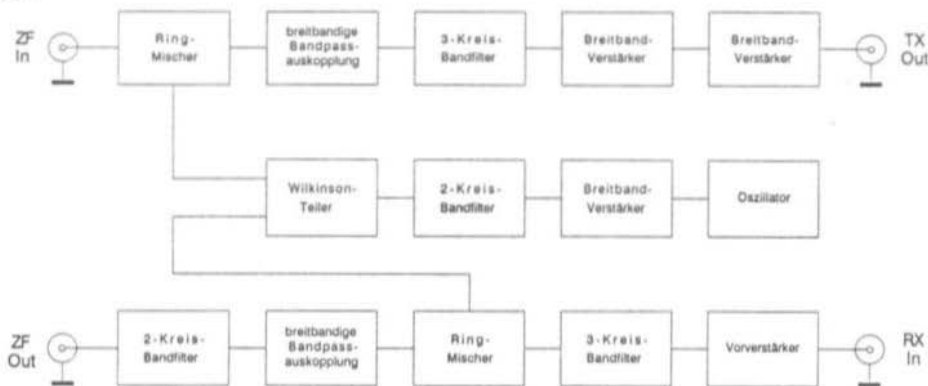 ZF
In
Ring-
Mischer
breitbandige
Bandpass-
auskopplung
3-Kreis-
Bandfilter
Breitband-
Verstärker
Breitband-
Verstärker
TX
Out
Wilkinson-
Teiler
2-Kreis-
Bandfilter
Breitband-
Verstärker
Oszillator
ZF
Out
2-Kreis-
Bandfilter
breitbandige
Bandpass-
auskopplung
Ring-
Mischer
3-Kreis-
Bandfilter
Vorverstärker
RX
In